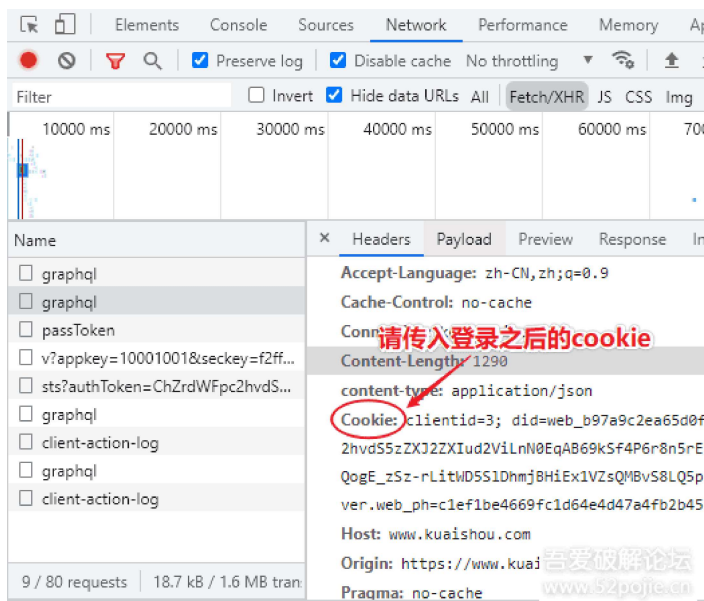 Elements Console Sources Network Performance Memory
Preserve log Disable cache No throttling
Filter Invert Hide data URLs All Fetch/XHR JS CSS Img
10000 ms 20000 ms 30000 ms 40000 ms 50000 ms 60000 ms
Name
graphql
graphql
passToken
v?appkey=10001001&seckey=f2ff...
sts?authToken=ChZrdWFpc2hvdS...
graphql
client-action-log
graphql
client-action-log
9 / 80 requests 18.7 kB / 1.6 MB tran
× Headers Payload Preview Response
Accept-Language: zh-CN,zh;q=0.9
Cache-Control: no-cache
请传入登录之后的cookie
Content-Length: 1290
content-type: application/json
Cookie: clientid=3; did=web_b97a9c2ea65d0f
2hvdS5zZXJ2ZXIud2ViLnN0EqAB69kSf4P6r8n5rE
QogE_zSz-rLitWD5SlDhmjBHiEx1VZsQMBvS8LQ5p
ver.web_ph=c1ef1be4669fc1d64e4d47a4fb2b45
Host: www.kuaishou.com
Origin: https://www.kuai
Pragma: no-cache
吾爱破解论坛
www.52pojie.cn